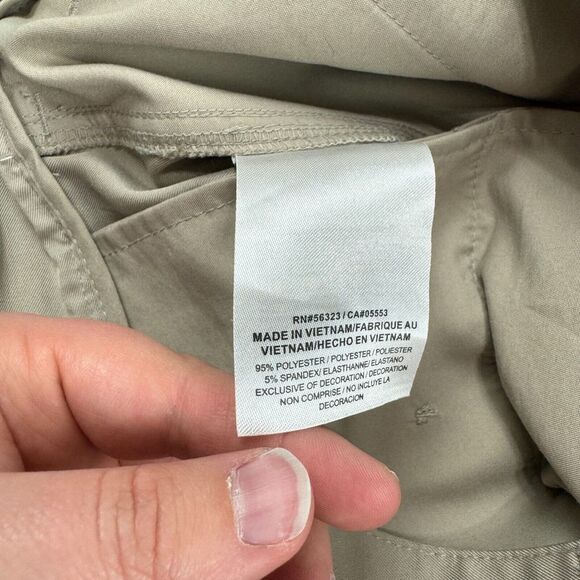 RN#56323 / CA#05553
MADE IN VIETNAM/FABRIQUE AU
VIETNAM/HECHO EN VIETNAM
95% POLYESTER / POLYESTER / POLIESTER
5% SPANDEX/ ELASTHANNE/ ELASTANO
EXCLUSIVE OF DECORATION / DECORATION
NON COMPRISE / NO INCLUYE LA
DECORACION